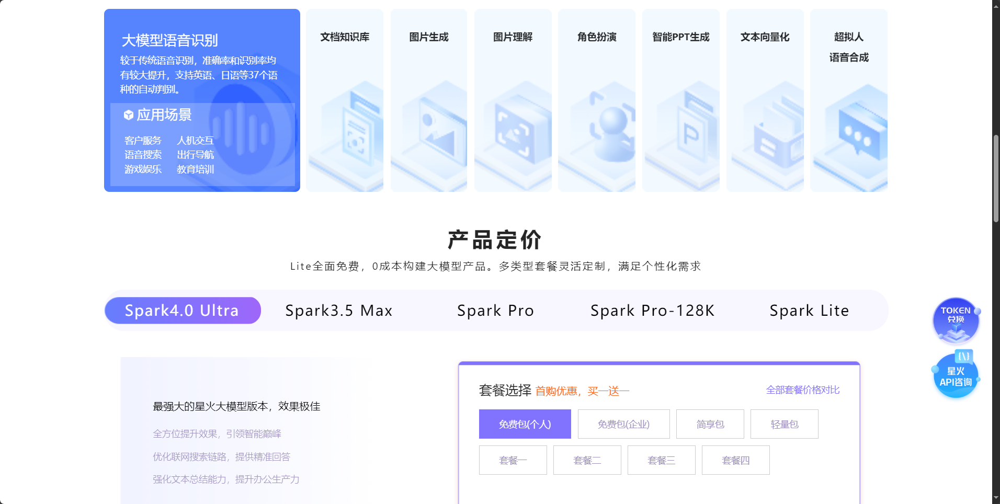 大模型语音识别
较于传统语音识别，准确率和识别率均
有较大提升，支持英语、日语等37个语
种的自动判别。
应用场景
客户服务 人机交互
语音搜索 出行导航
游戏娱乐 教育培训
文档知识库
图片生成
图片理解
角色扮演
智能PPT生成
P
文本向量化
超拟人
语音合成
产品定价
Lite全面免费，0成本构建大模型产品。多类型套餐灵活定制，满足个性化需求
Spark4.0 Ultra
Spark3.5 Max
Spark Pro
Spark Pro-128K
Spark Lite
最强大的星火大模型版本，效果极佳
全方位提升效果，引领智能巅峰
优化联网搜索链路，提供精准回答
强化文本总结能力，提升办公生产力
套餐选择 首购优惠，买一送一
全部套餐价格对比
免费包(个人)
免费包(企业)
简享包
轻量包
套餐一
套餐二
套餐三
套餐四
TOKEN
兑换
{\}
星火
API咨询